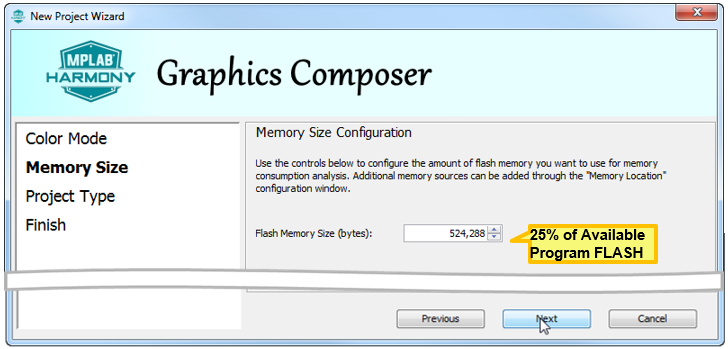 New Project Wizard
MPLAB®
HARMONY
Graphics Composer
Color Mode
Memory Size
Project Type
Finish
Memory Size Configuration
Use the controls below to configure the amount of flash memory you want to use for memory
consumption analysis. Additional memory sources can be added through the "Memory Location"
configuration window.
Flash Memory Size (bytes):
524,288
25% of Available
Program FLASH
Previous
Next
Cancel